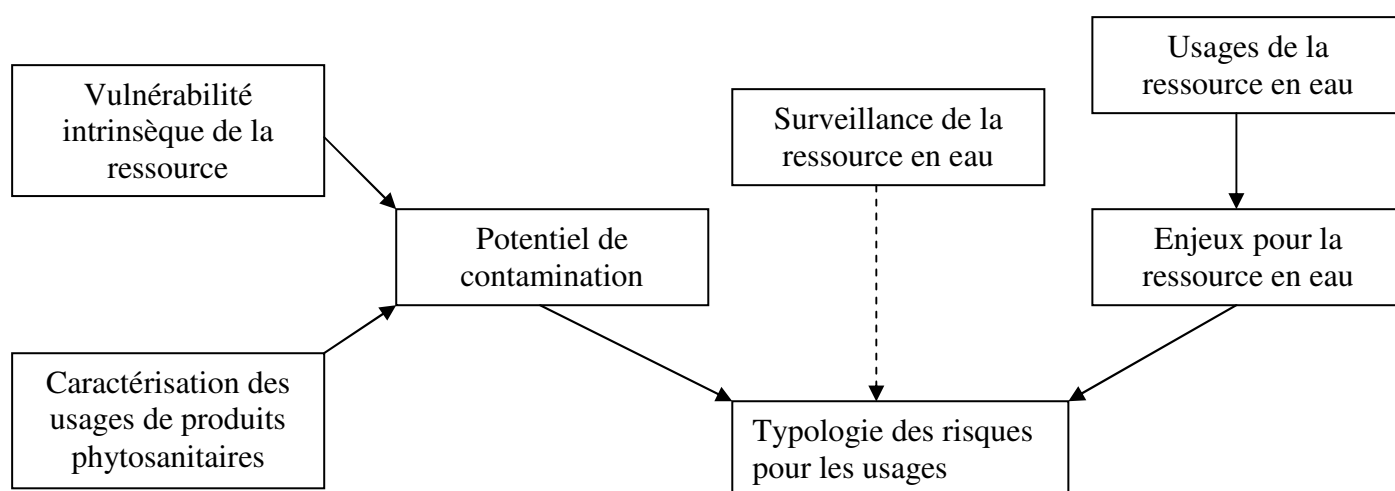 Vulnérabilité
intrinsèque de la
ressource
Caractérisation des
usages de produits
phytosanitaires
Potentiel de
contamination
Surveillance de la
ressource en eau
Usages de la
ressource en eau
Enjeux pour la
ressource en eau
Typologie des risques
pour les usages